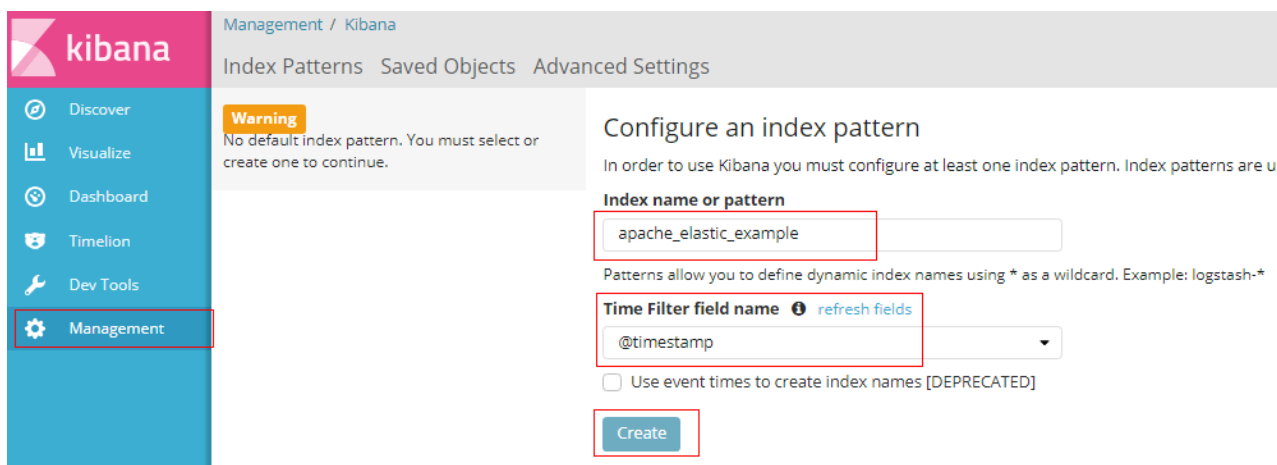 kibana
Discover
Visualize
Dashboard
Timelion
Dev Tools
Management
Management / Kibana
Index Patterns Saved Objects Advanced Settings
Warning
No default index pattern. You must select or
create one to continue.
Configure an index pattern
In order to use Kibana you must configure at least one index pattern. Index patterns are u
Index name or pattern
apache_elastic_example
Patterns allow you to define dynamic index names using * as a wildcard. Example: logstash-*
Time Filter field name refresh fields
@timestamp
Use event times to create index names [DEPRECATED]
Create